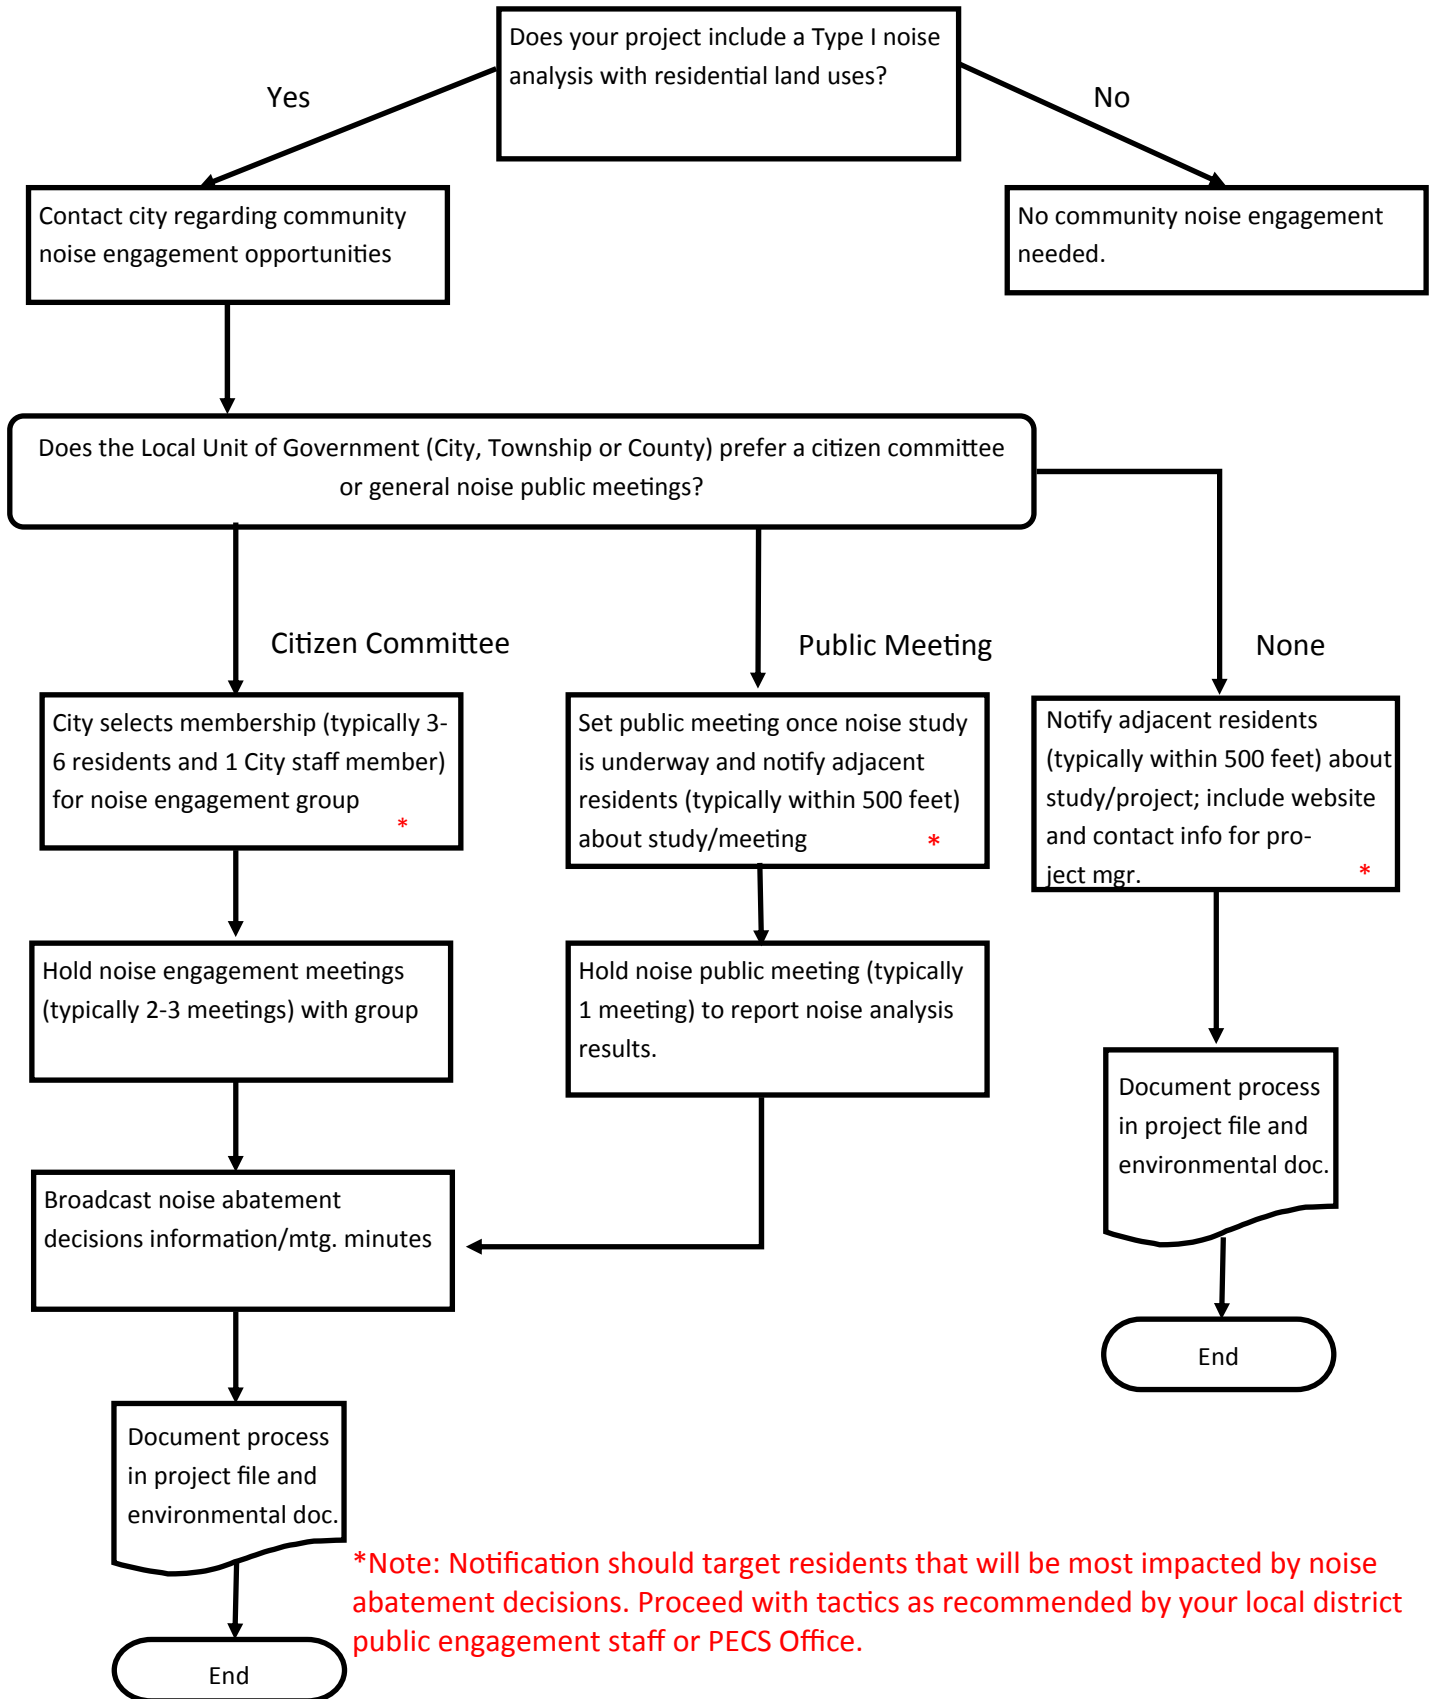 Does your project include a Type I noise
analysis with residential land uses?
Yes
No
Contact city regarding community
noise engagement opportunities
No community noise engagement
needed.
Does the Local Unit of Government (City, Township or County) prefer a citizen committee
or general noise public meetings?
Citizen Committee
Public Meeting
None
City selects membership (typically 3-
6 residents and 1 City staff member)
for noise engagement group
*
Set public meeting once noise study
is underway and notify adjacent
residents (typically within 500 feet)
about study/meeting *
Notify adjacent residents
(typically within 500 feet) about
study/project; include website
and contact info for pro-
ject mgr. *
Hold noise engagement meetings
(typically 2-3 meetings) with group
Hold noise public meeting (typically
1 meeting) to report noise analysis
results.
Document process
in project file and
environmental doc.
Broadcast noise abatement
decisions information/mtg. minutes
End
Document process
in project file and
environmental doc.
*Note: Notification should target residents that will be most impacted by noise
abatement decisions. Proceed with tactics as recommended by your local district
public engagement staff or PECS Office.
End